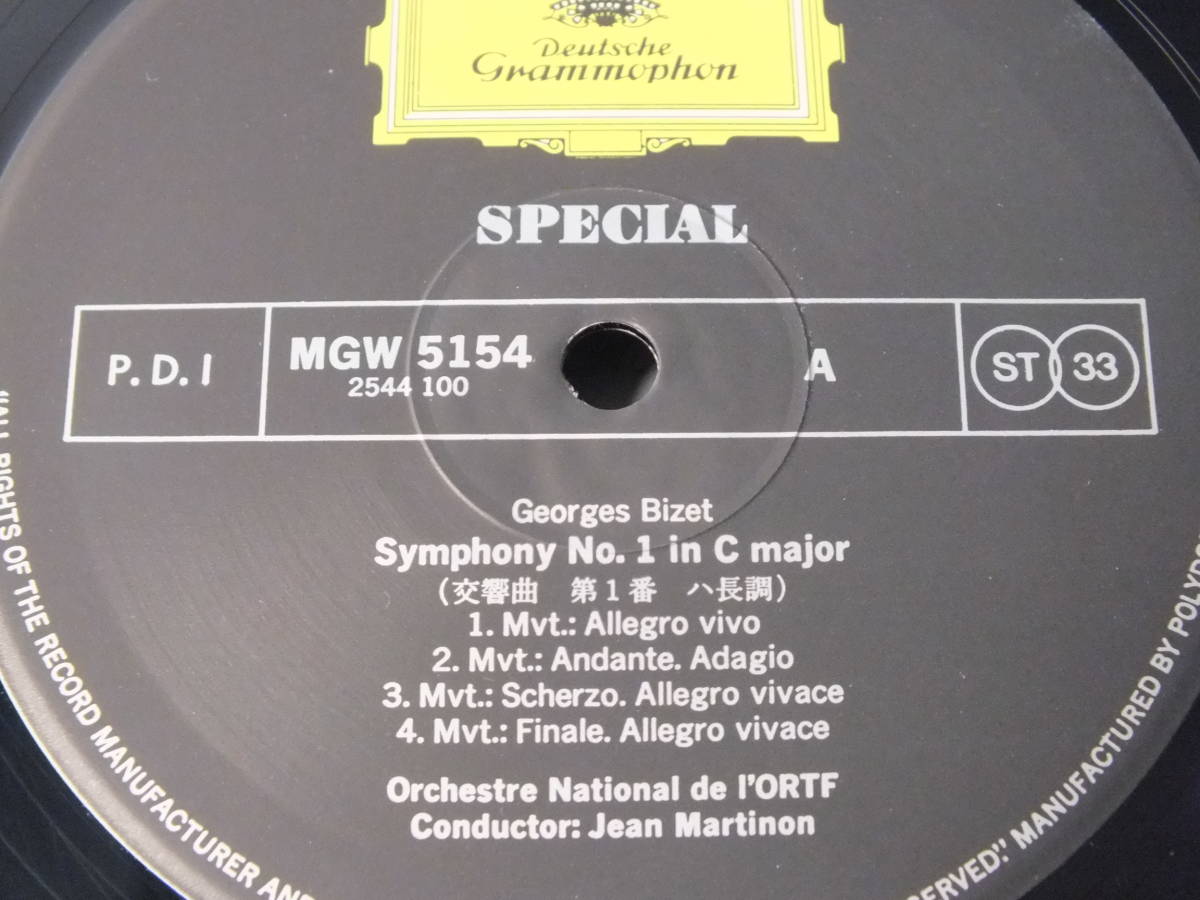 Deutsche
Grammophon
SPECIAL
P.D.I
MGW 5154
2544 100
A
ST 33
Georges Bizet
Symphony No. 1 in C major
(交響曲 第1番 ハ長調)
1. Mvt.: Allegro vivo
2. Mvt.: Andante. Adagio
3. Mvt.: Scherzo. Allegro vivace
4. Mvt.: Finale. Allegro vivace
Orchestre National de l'ORTF
Conductor: Jean Martinon
"ALL RIGHTS OF THE RECORD MANUFACTURER AND
MANUFACTURED BY